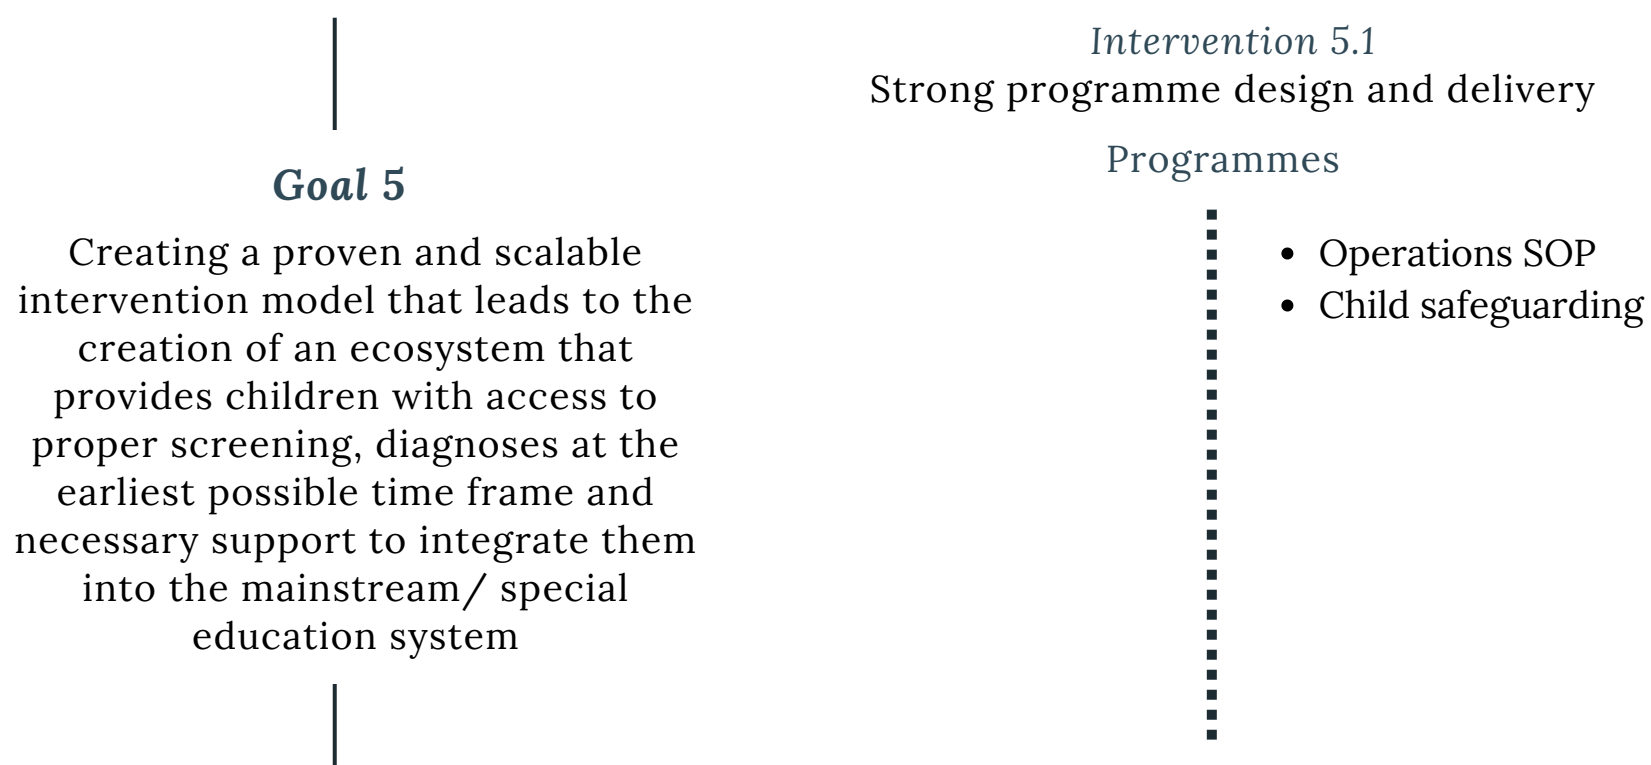 Goal 5
Creating a proven and scalable
intervention model that leads to the
creation of an ecosystem that
provides children with access to
proper screening, diagnoses at the
earliest possible time frame and
necessary support to integrate them
into the mainstream/ special
education system
Intervention 5.1
Strong programme design and delivery
Programmes
• Operations SOP
• Child safeguarding